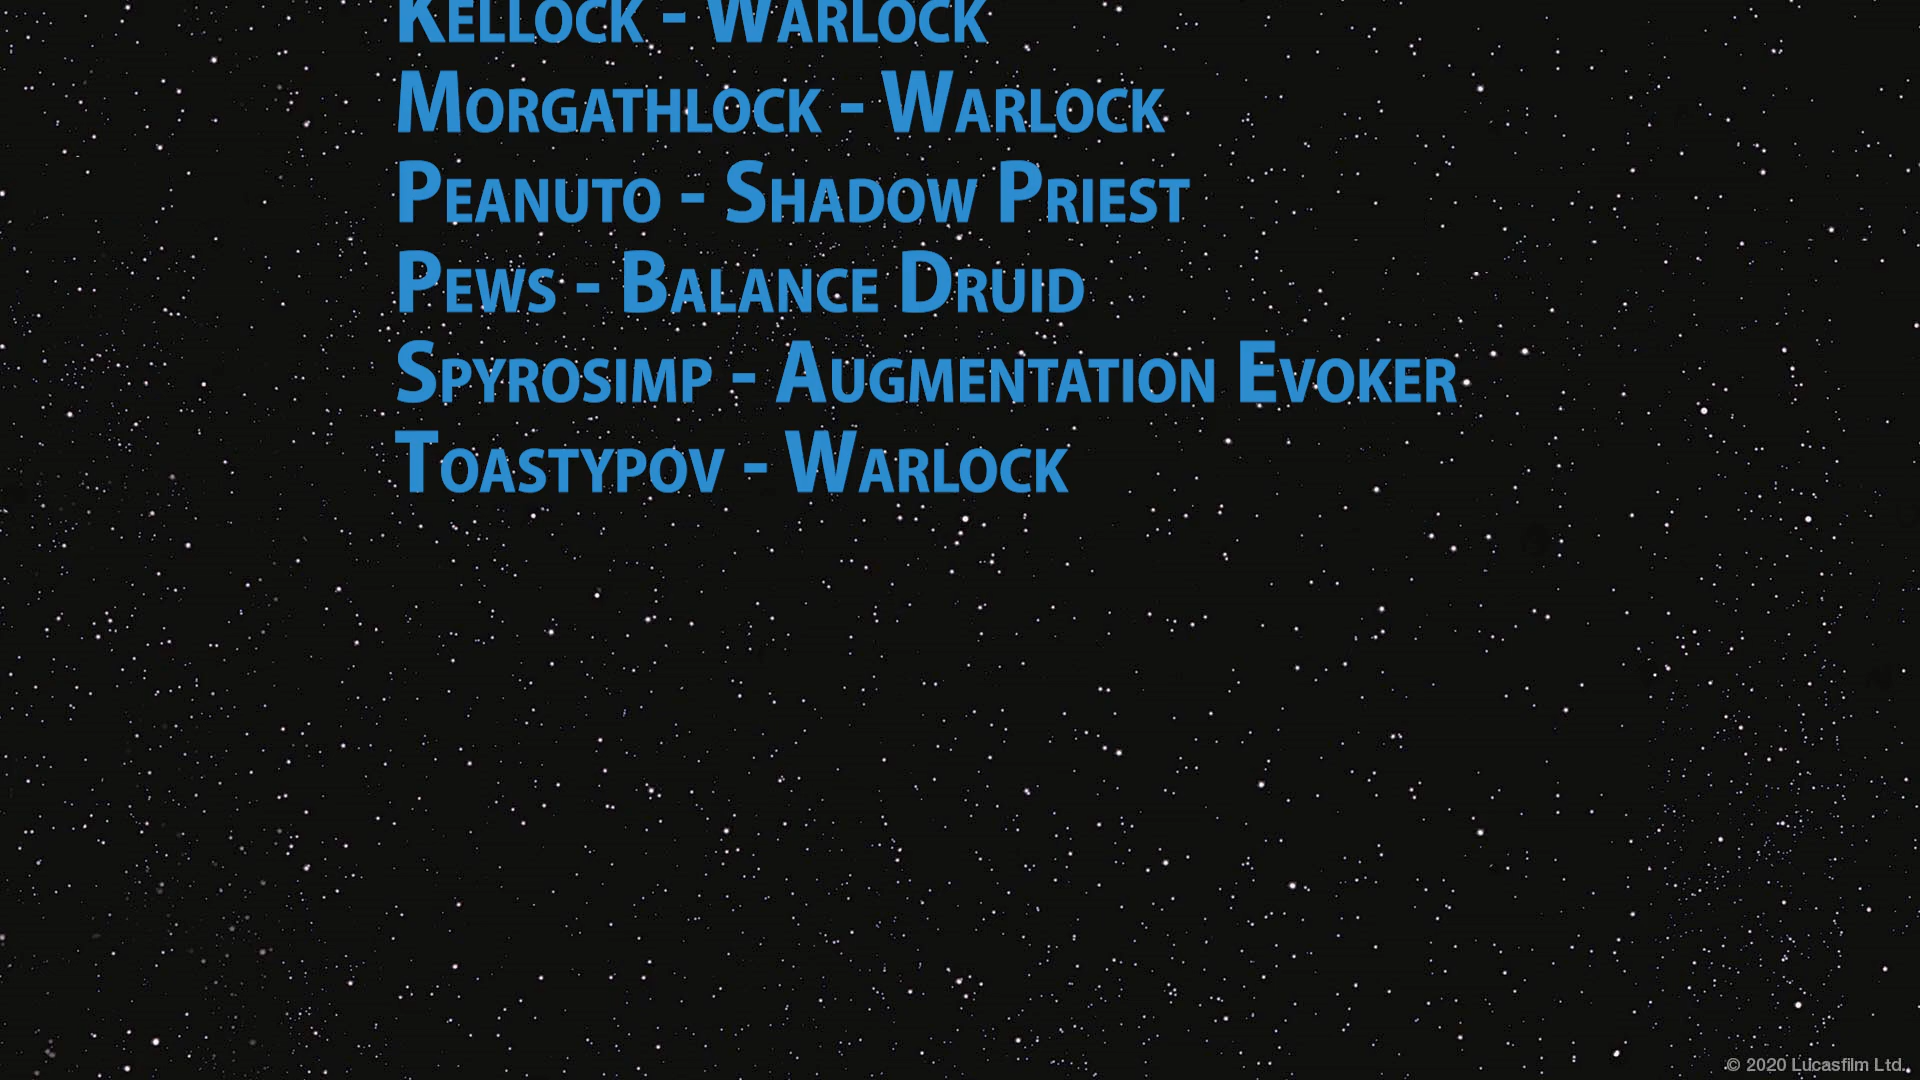 Kellock - Warlock
Morgathlock - Warlock
Peanuto - Shadow Priest
Pews - Balance Druid
Spyrosimp - Augmentation Evoker
Toastypov - Warlock
© 2020 Lucasfilm Ltd.